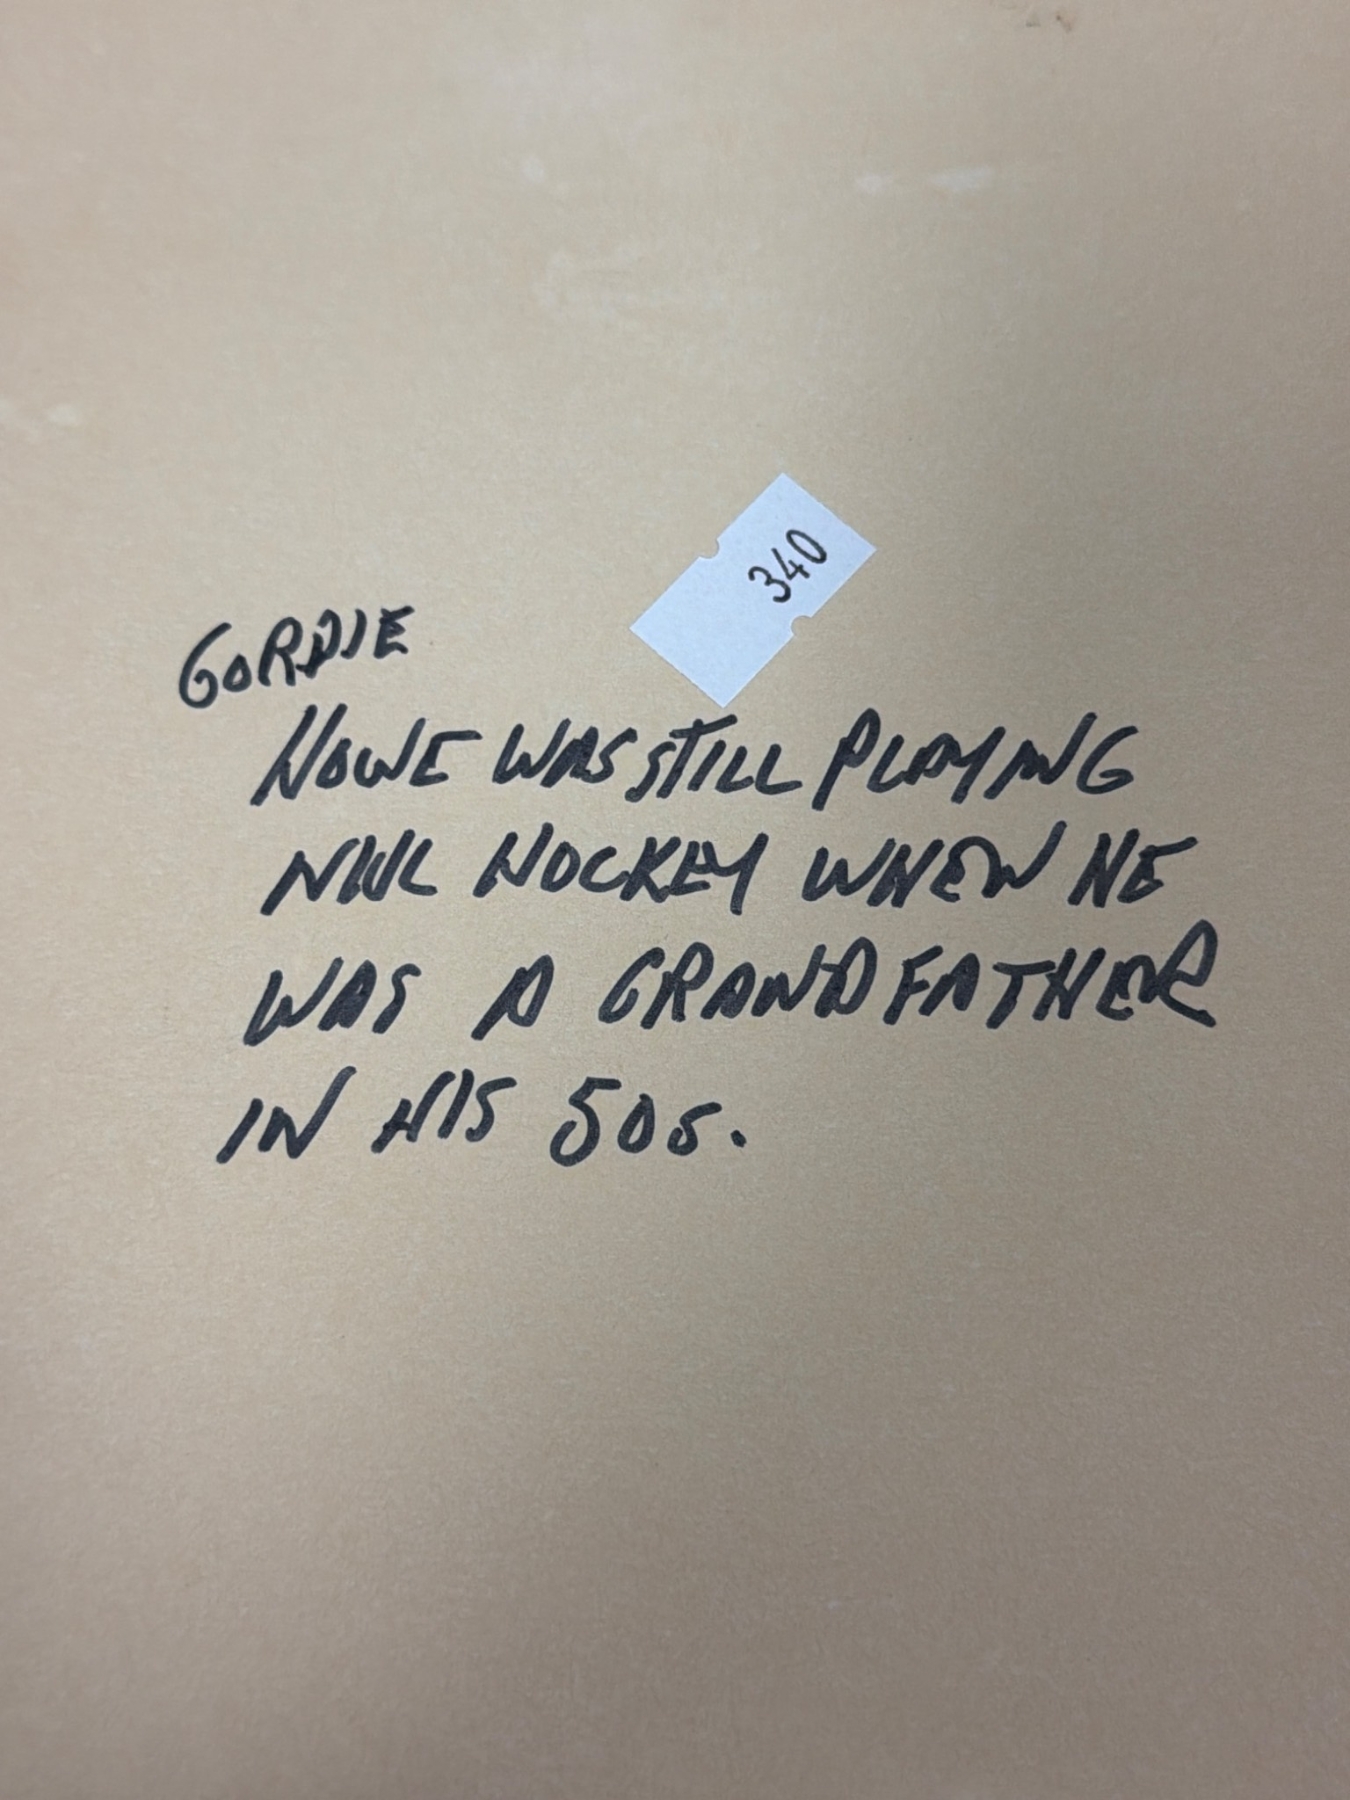 340
GORDIE
HOWE WAS STILL PLAYING
NHL HOCKEY WHEN HE
WAS A GRANDFATHER
IN HIS 50s.